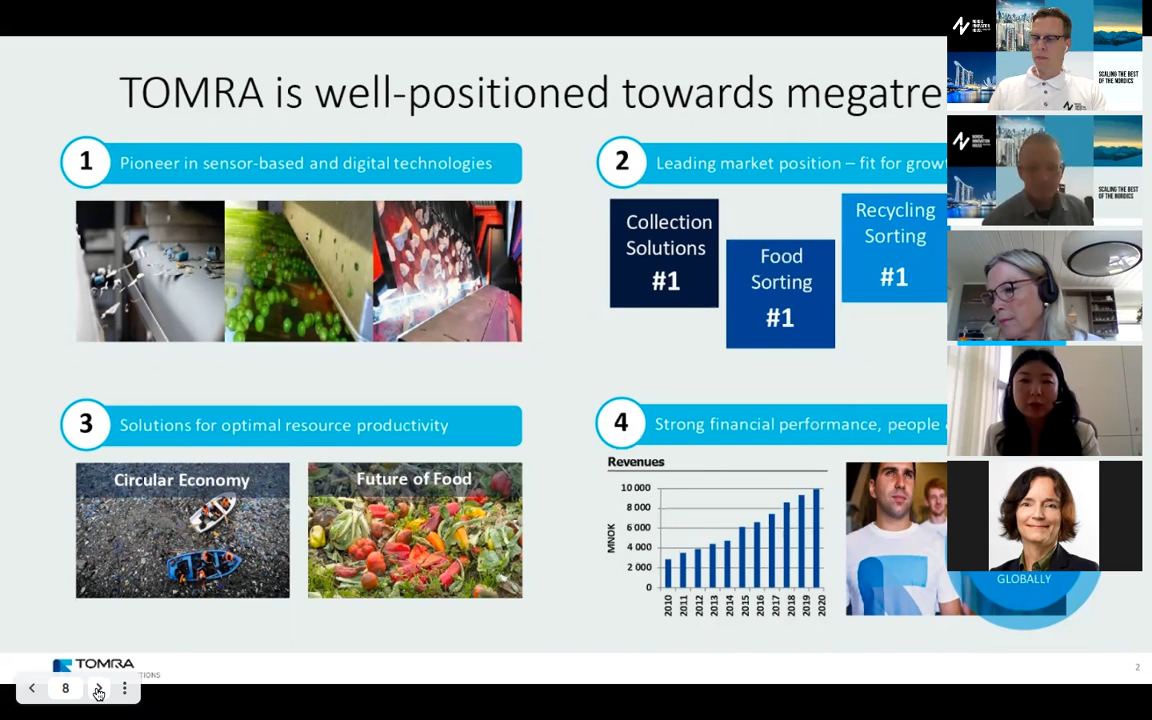 TOMRA is well-positioned towards megatre
1
Pioneer in sensor-based and digital technologies
2
Leading market position – fit for growt
Collection
Solutions
#1
Food
Sorting
#1
Recycling
Sorting
#1
3
Solutions for optimal resource productivity
Circular Economy
Future of Food
4
Strong financial performance, people
Revenues
MNOK
10 000
8 000
6 000
4 000
2 000
0
2010
2011
2012
2013
2014
2015
2016
2017
2018
2019
2020
GLOBALLY
TOMRA
2
8
NORDIC
INNOVATION
HOUSE
SCALING THE BEST
OF THE NORDICS
SCALING THE BEST
OF THE NORDICS